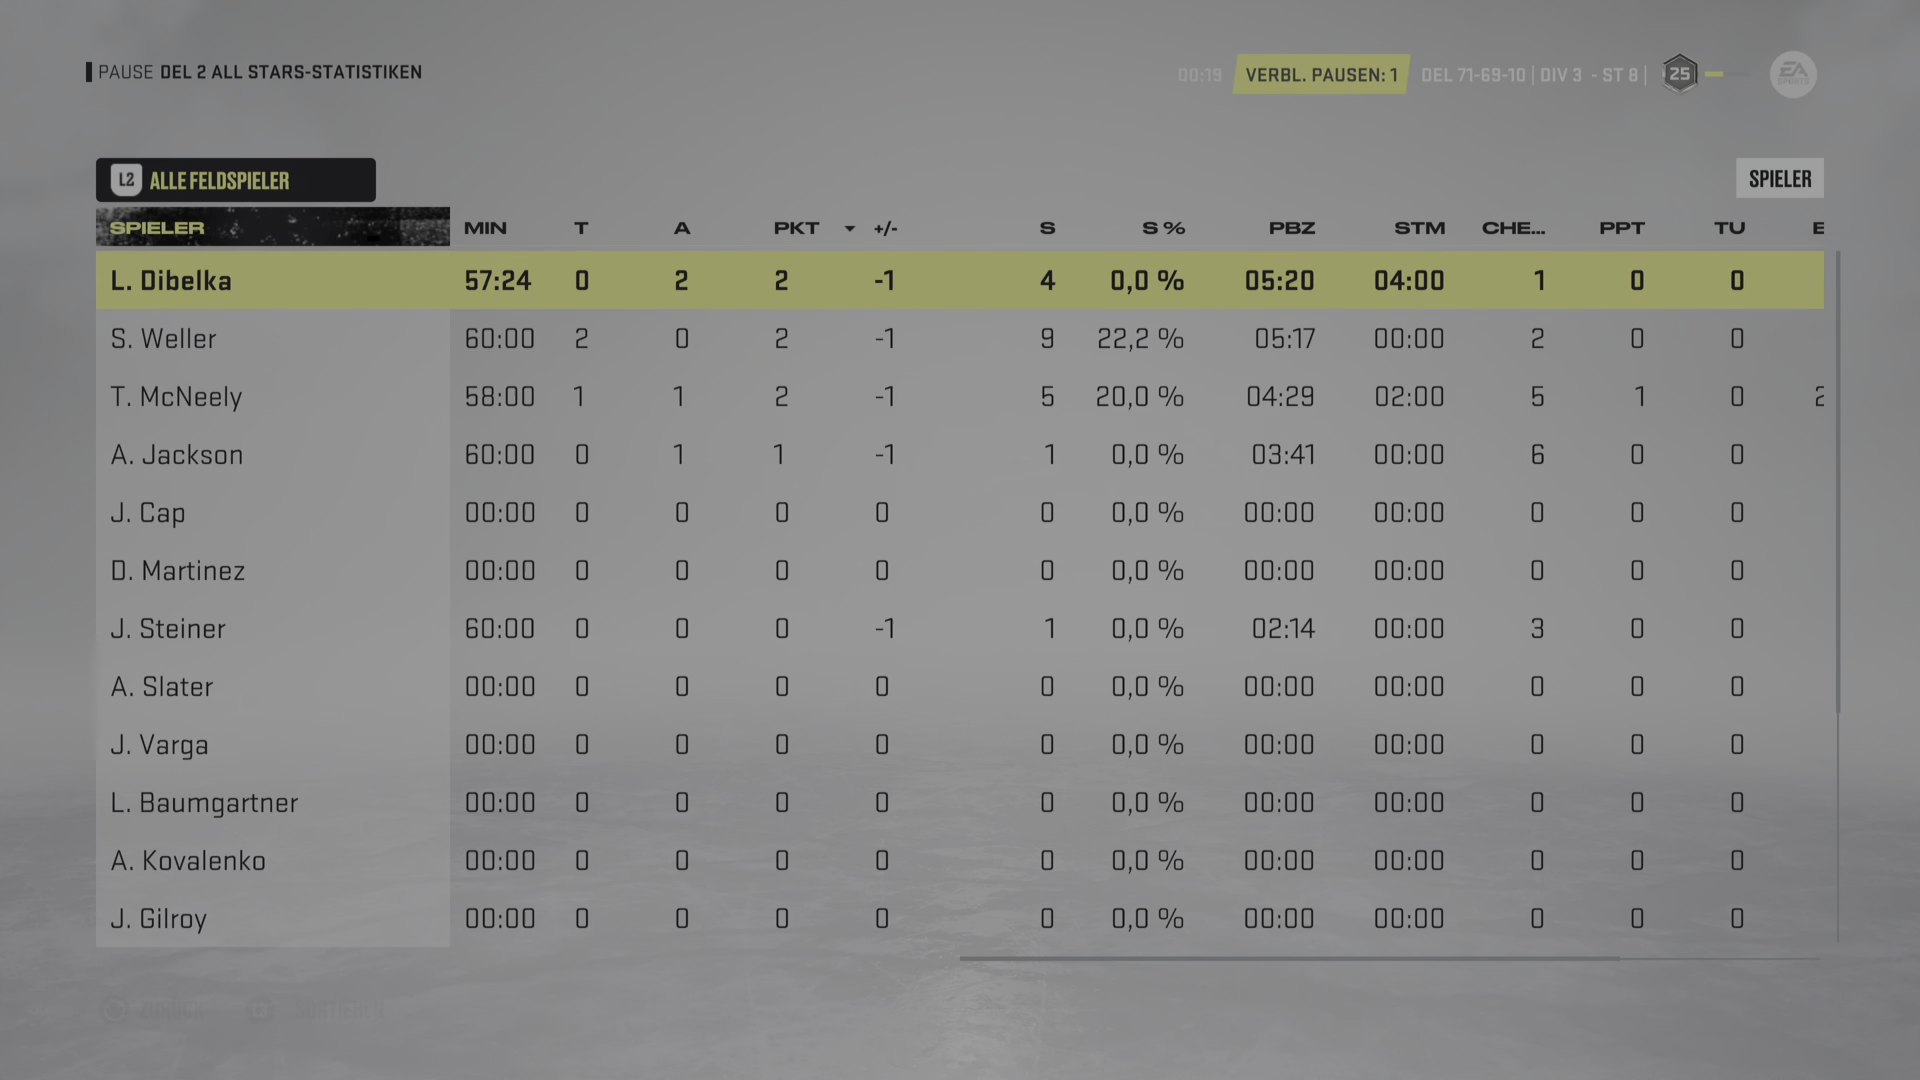 PAUSE DEL 2 ALL STARS-STATISTIKEN
00:19 VERBL. PAUSEN: 1 DEL 71-69-10 | DIV 3 - ST 8 | 25 EA SPORTS
L2 ALLE FELDSPIELER
SPIELER
SPIELER MIN T A PKT +/- S S % PBZ STM CHE... PPT TU E
L. Dibelka 57:24 0 2 2 -1 4 0,0 % 05:20 04:00 1 0 0
S. Weller 60:00 2 0 2 -1 9 22,2 % 05:17 00:00 2 0 0
T. McNeely 58:00 1 1 2 -1 5 20,0 % 04:29 02:00 5 1 0 2
A. Jackson 60:00 0 1 1 -1 1 0,0 % 03:41 00:00 6 0 0
J. Cap 00:00 0 0 0 0 0 0,0 % 00:00 00:00 0 0 0
D. Martinez 00:00 0 0 0 0 0 0,0 % 00:00 00:00 0 0 0
J. Steiner 60:00 0 0 0 -1 1 0,0 % 02:14 00:00 3 0 0
A. Slater 00:00 0 0 0 0 0 0,0 % 00:00 00:00 0 0 0
J. Varga 00:00 0 0 0 0 0 0,0 % 00:00 00:00 0 0 0
L. Baumgartner 00:00 0 0 0 0 0 0,0 % 00:00 00:00 0 0 0
A. Kovalenko 00:00 0 0 0 0 0 0,0 % 00:00 00:00 0 0 0
J. Gilroy 00:00 0 0 0 0 0 0,0 % 00:00 00:00 0 0 0
ZURÜCK SORTIEREN